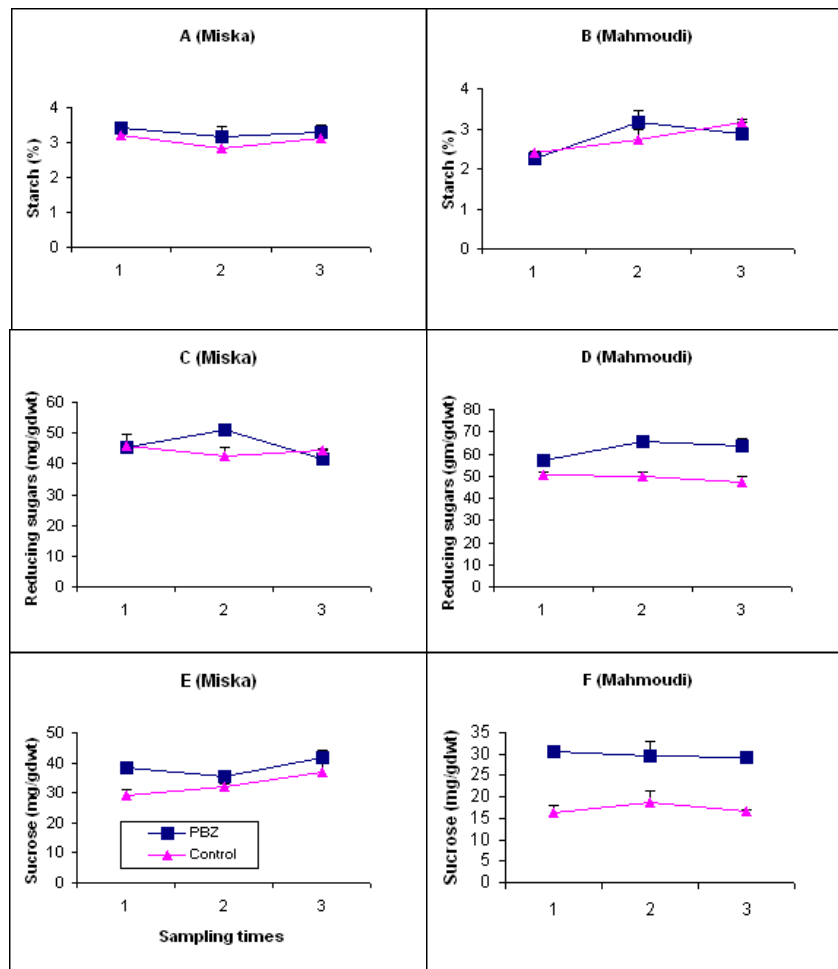 A (Miska)
Starch (%)
4
3
2
1
0
1 2 3
B (Mahmoudi)
Starch (%)
4
3
2
1
0
1 2 3
C (Miska)
Reducing sugars (mg/gdwt)
60
50
40
30
20
10
0
1 2 3
D (Mahmoudi)
Reducing sugars (gm/gdwt)
80
70
60
50
40
30
20
10
0
1 2 3
E (Miska)
Sucrose (mg/gdwt)
50
40
30
20
10
0
PBZ
Control
1 2 3
Sampling times
F (Mahmoudi)
Sucrose (mg/gdwt)
35
30
25
20
15
10
5
0
1 2 3